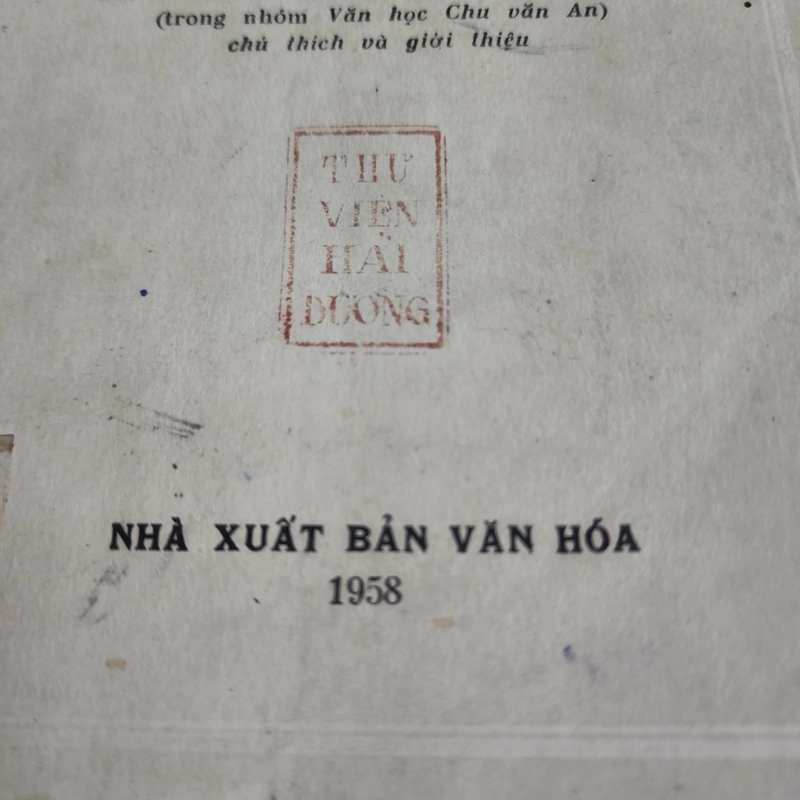 (trong nhóm Văn học Chu văn An)
chú thích và giới thiệu
THƯ
VIỆN
HẢI
DƯƠNG
NHÀ XUẤT BẢN VĂN HÓA
1958